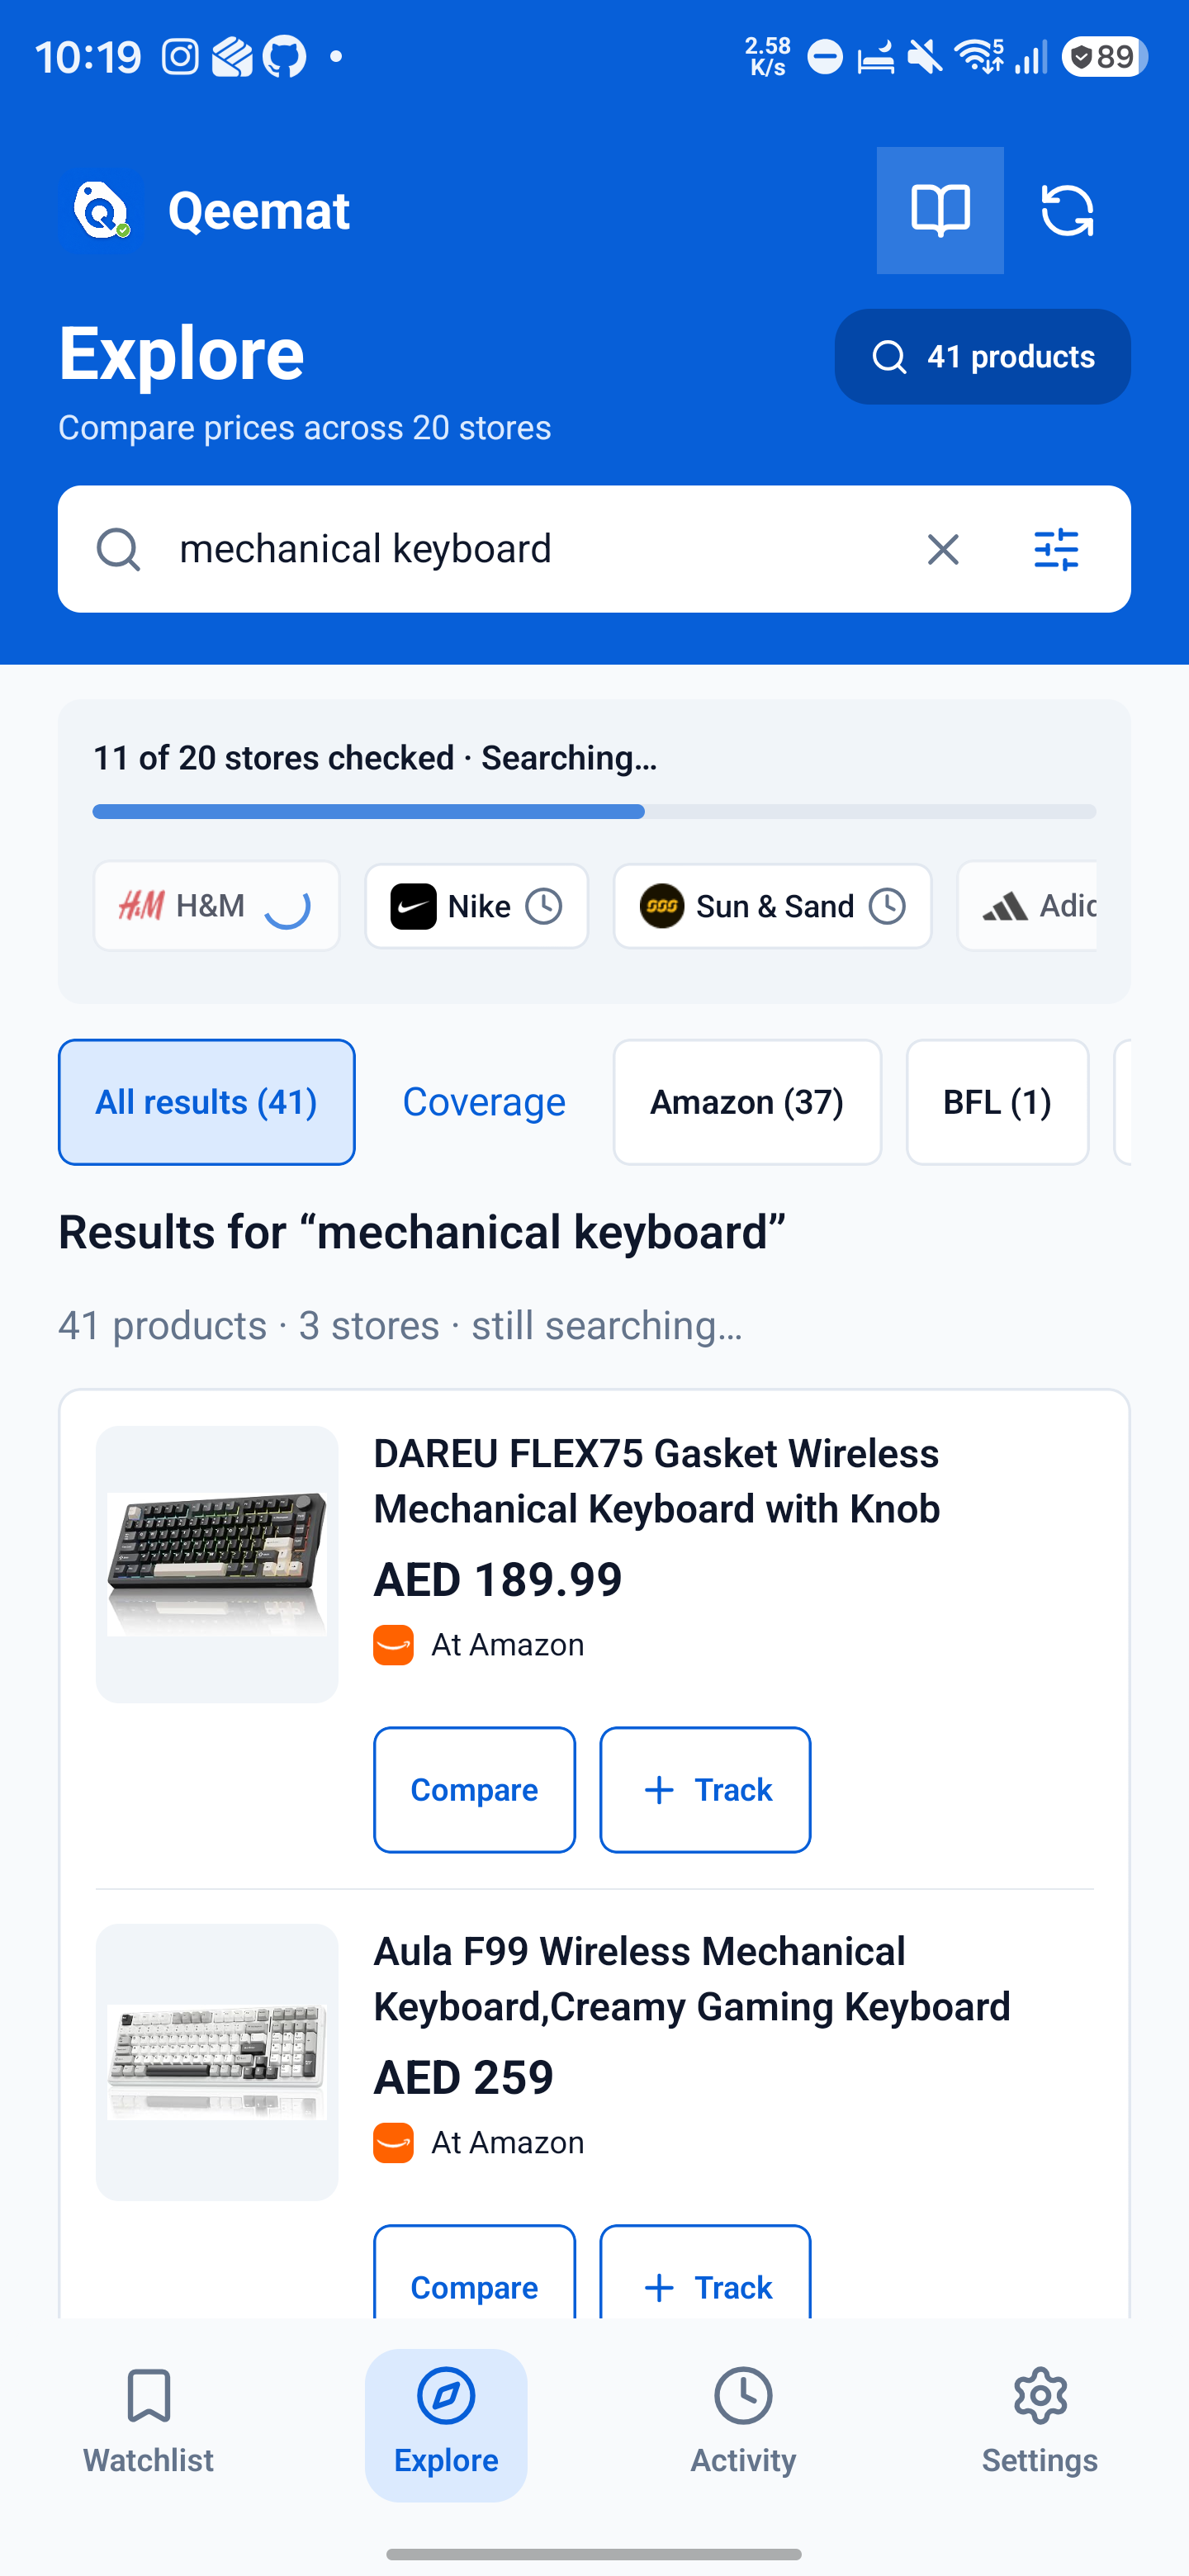 10:19
2.58
K/s
5
89
Qeemat
Explore
41 products
Compare prices across 20 stores
mechanical keyboard
11 of 20 stores checked · Searching…
H&M H&M
Nike
Sun & Sand
Adic
All results (41)
Coverage
Amazon (37)
BFL (1)
Results for “mechanical keyboard”
41 products · 3 stores · still searching…
DAREU FLEX75 Gasket Wireless
Mechanical Keyboard with Knob
AED 189.99
At Amazon
Compare
+ Track
Aula F99 Wireless Mechanical
Keyboard,Creamy Gaming Keyboard
AED 259
At Amazon
Compare
+ Track
Watchlist
Explore
Activity
Settings